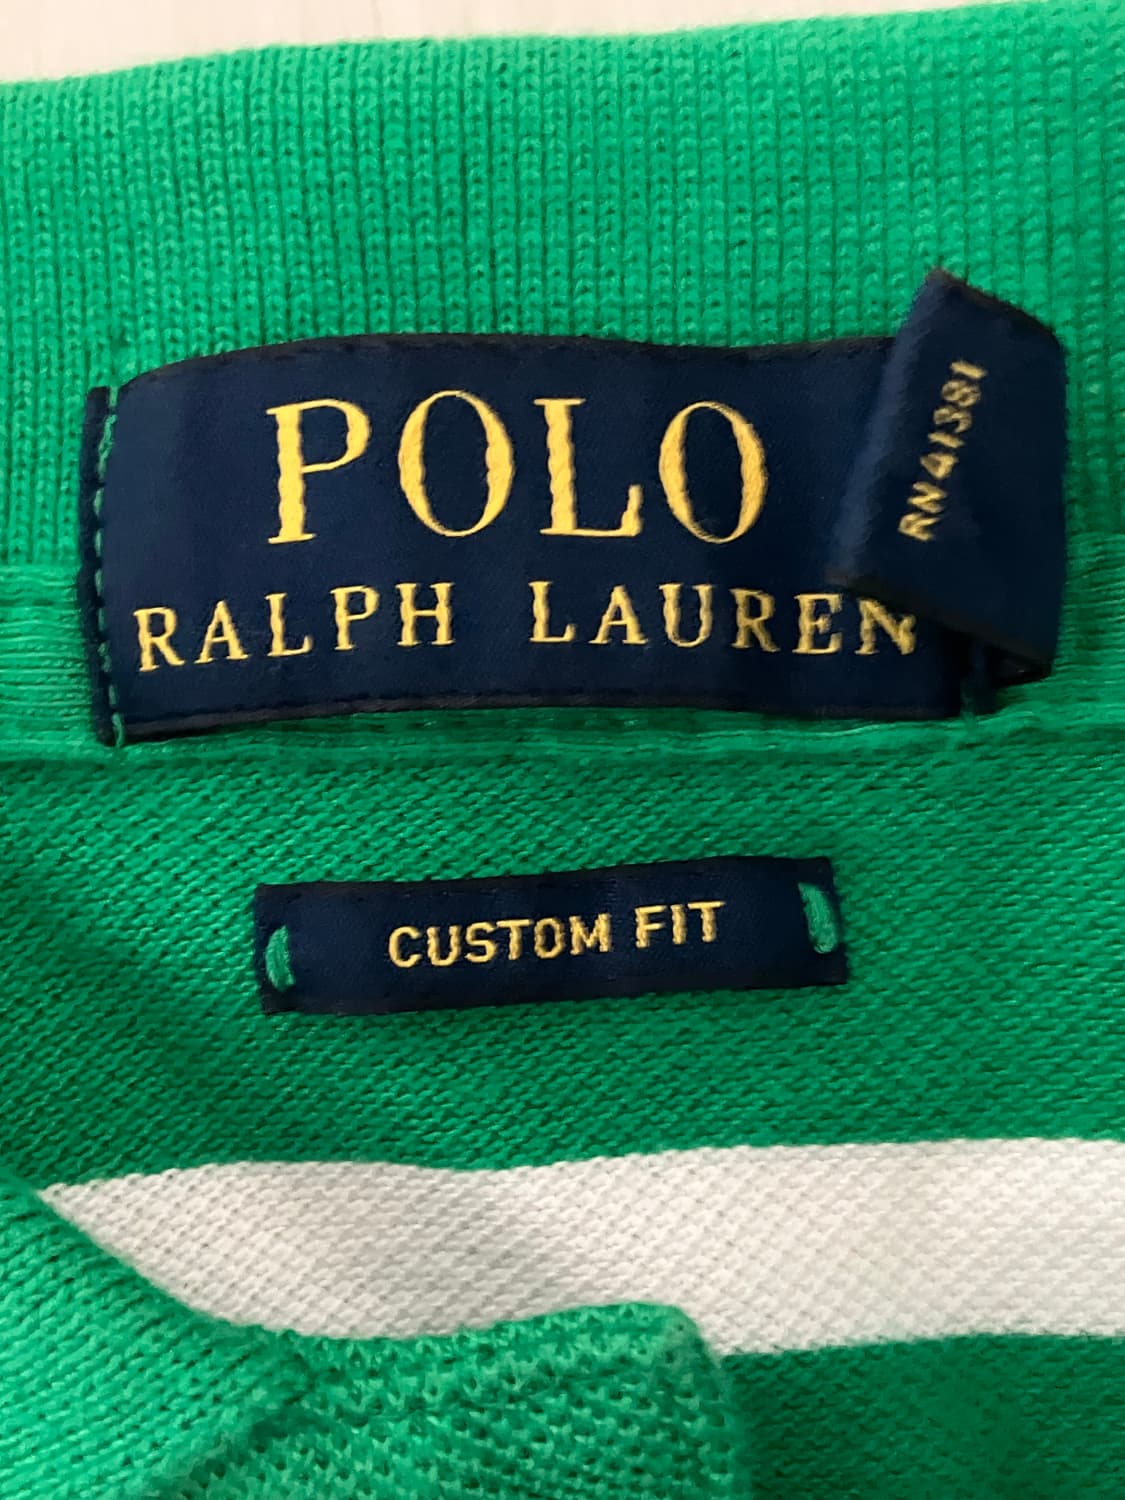 POLO
RALPH LAUREN
RN41381
CUSTOM FIT